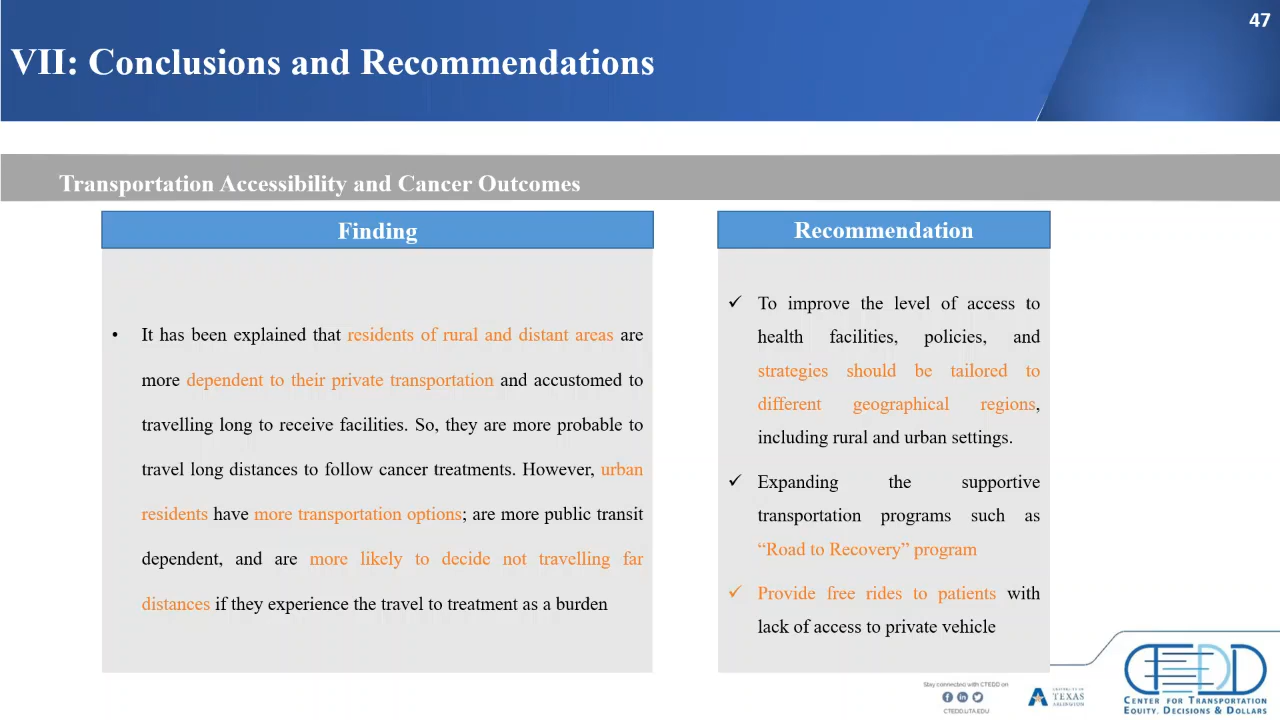 47
VII: Conclusions and Recommendations
Transportation Accessibility and Cancer Outcomes
Finding
• It has been explained that residents of rural and distant areas are
more dependent to their private transportation and accustomed to
travelling long to receive facilities. So, they are more probable to
travel long distances to follow cancer treatments. However, urban
residents have more transportation options; are more public transit
dependent, and are more likely to decide not travelling far
distances if they experience the travel to treatment as a burden
Recommendation
✓ To improve the level of access to
health facilities, policies, and
strategies should be tailored to
different geographical regions,
including rural and urban settings.
✓ Expanding the supportive
transportation programs such as
“Road to Recovery” program
✓ Provide free rides to patients with
lack of access to private vehicle
Stay connected with CTEDD on
CTEDD.UTA.EDU
UNIVERSITY OF
TEXAS
ARLINGTON
CTEDD
CENTER FOR TRANSPORTATION
EQUITY, DECISIONS & DOLLARS